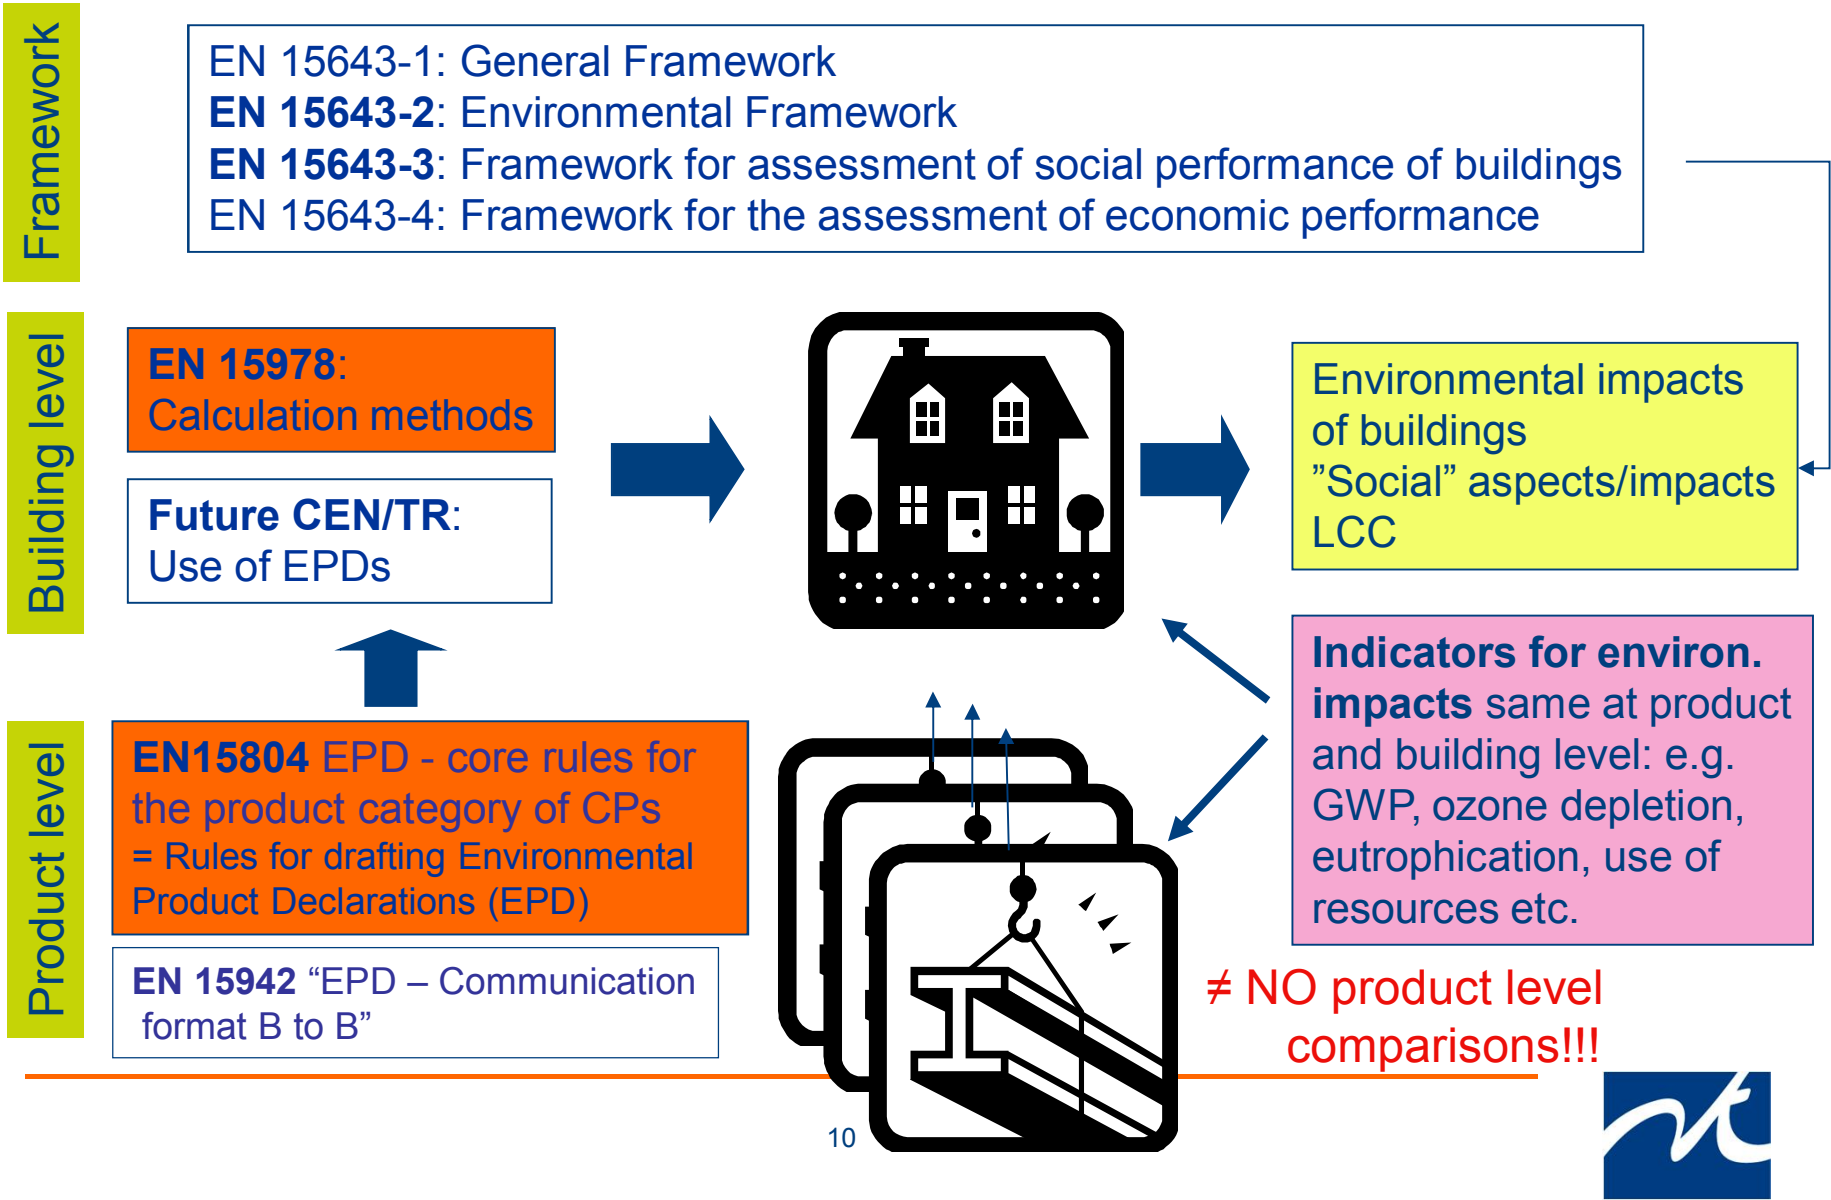 Framework
EN 15643-1: General Framework
EN 15643-2: Environmental Framework
EN 15643-3: Framework for assessment of social performance of buildings
EN 15643-4: Framework for the assessment of economic performance
Building level
EN 15978:
Calculation methods
Future CEN/TR:
Use of EPDs
Environmental impacts
of buildings
”Social” aspects/impacts
LCC
Product level
EN15804 EPD - core rules for
the product category of CPs
= Rules for drafting Environmental
Product Declarations (EPD)
EN 15942 “EPD – Communication
format B to B”
Indicators for environ.
impacts same at product
and building level: e.g.
GWP, ozone depletion,
eutrophication, use of
resources etc.
≠ NO product level
comparisons!!!
10